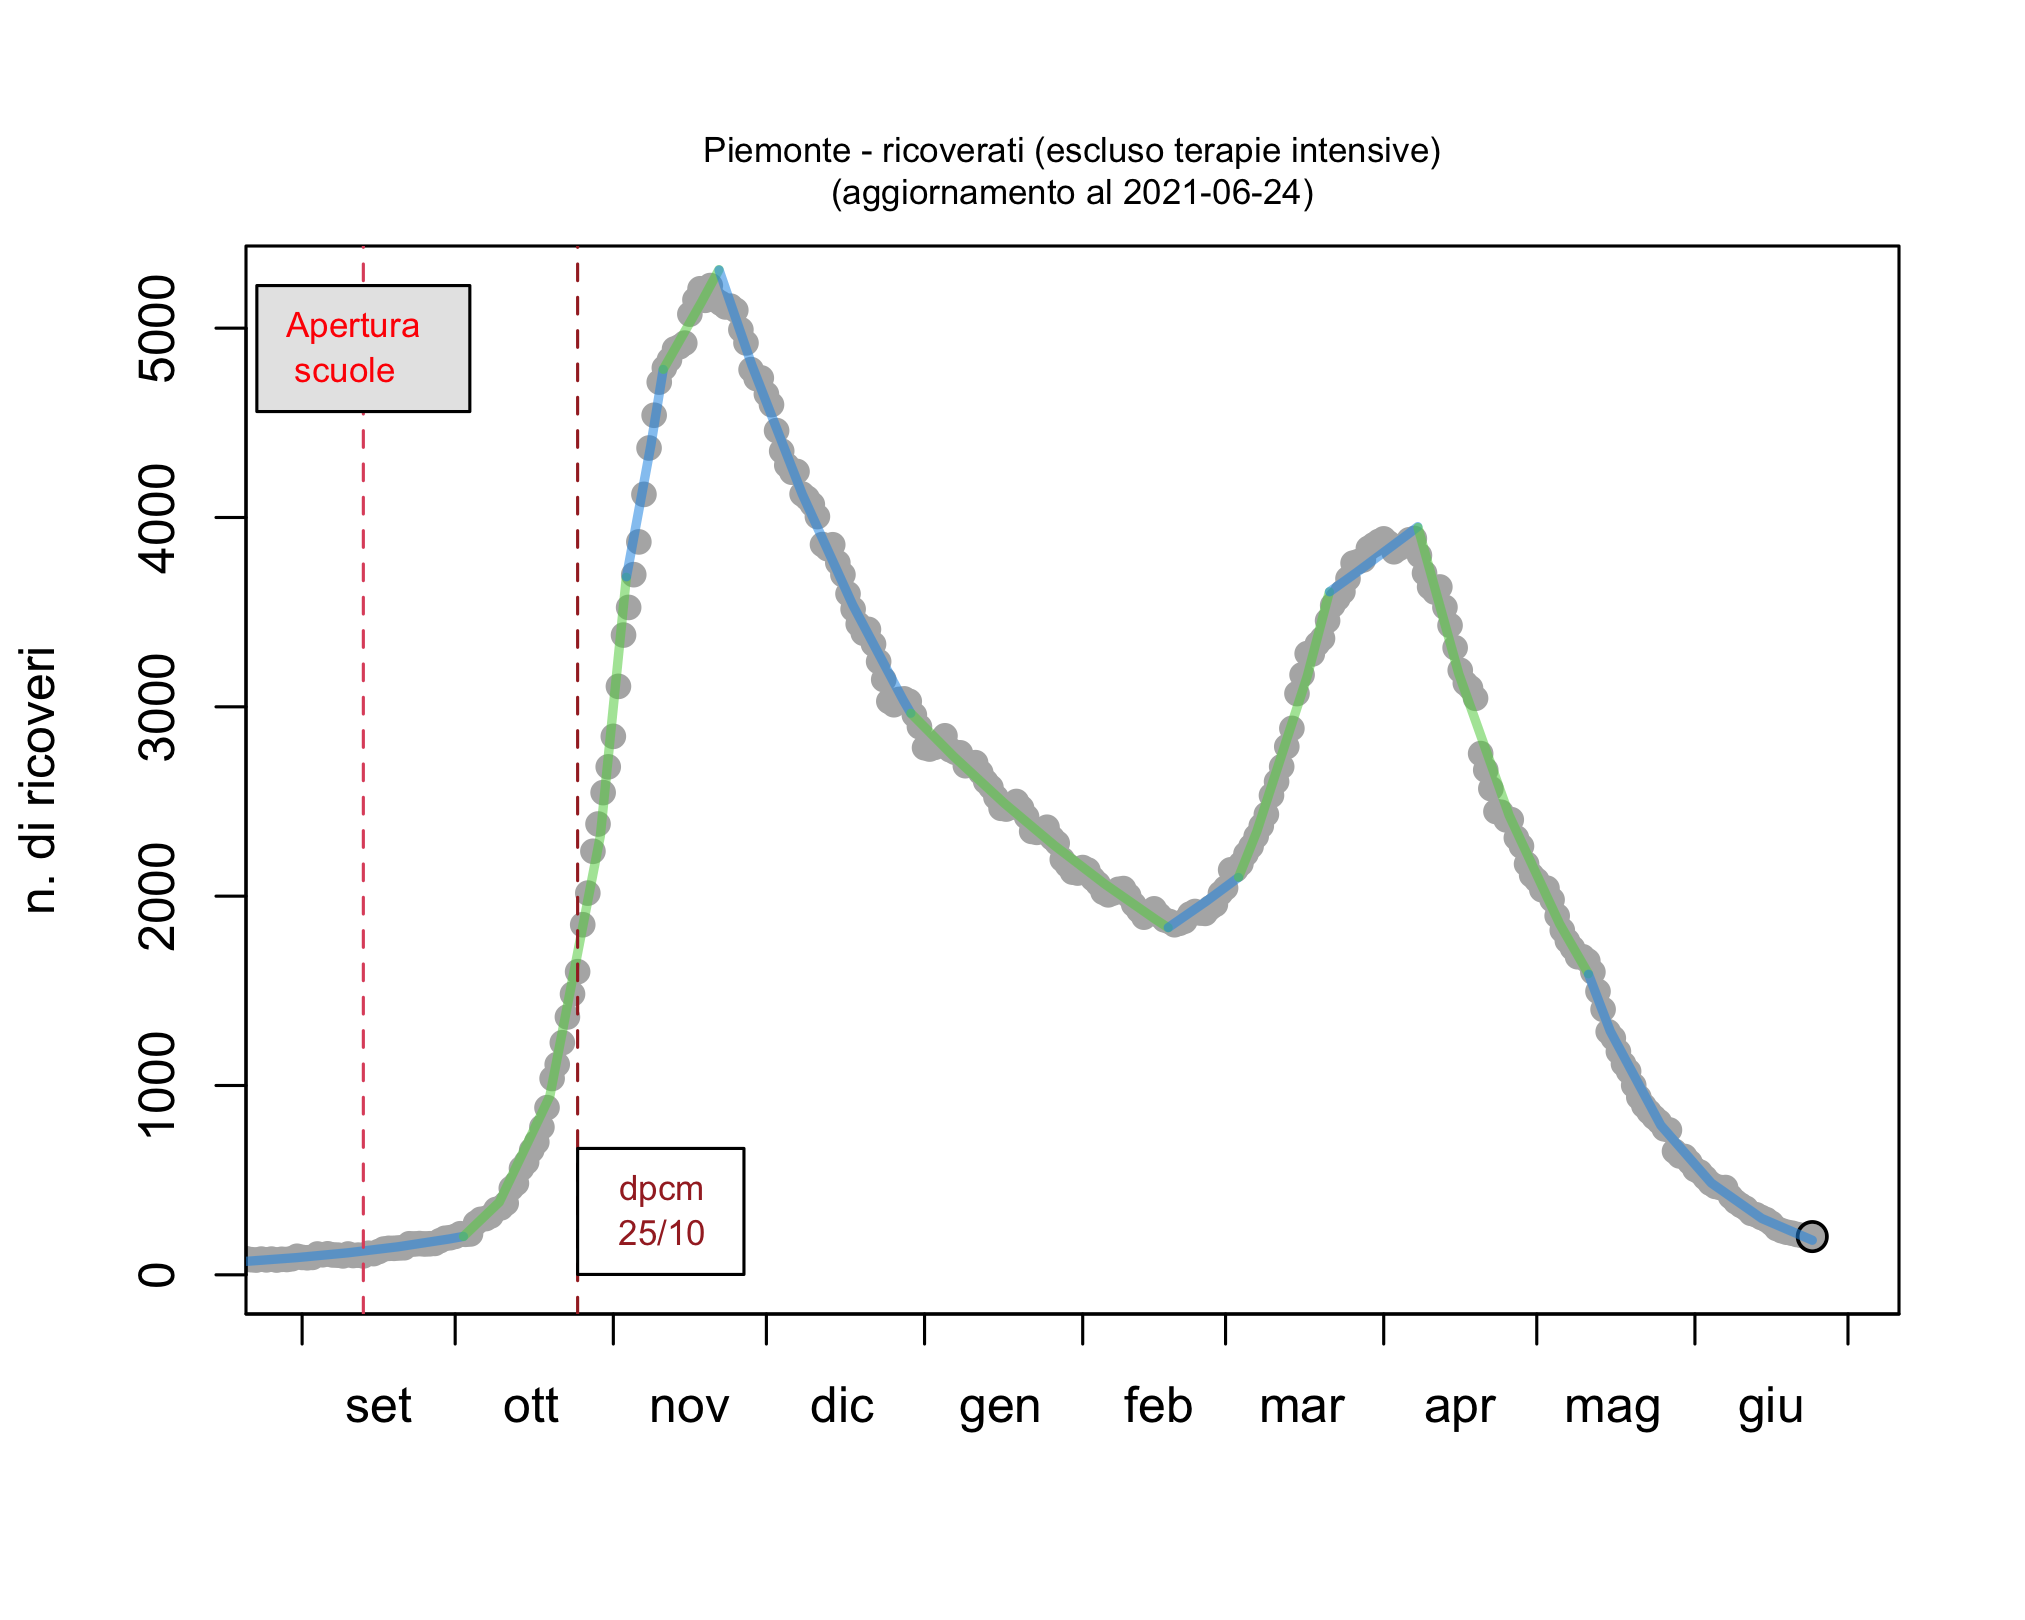 Piemonte - ricoverati (escluso terapie intensive)
(aggiornamento al 2021-06-24)
n. di ricoveri
5000
4000
3000
2000
1000
0
Apertura
scuole
dpcm
25/10
set ott nov dic gen feb mar apr mag giu